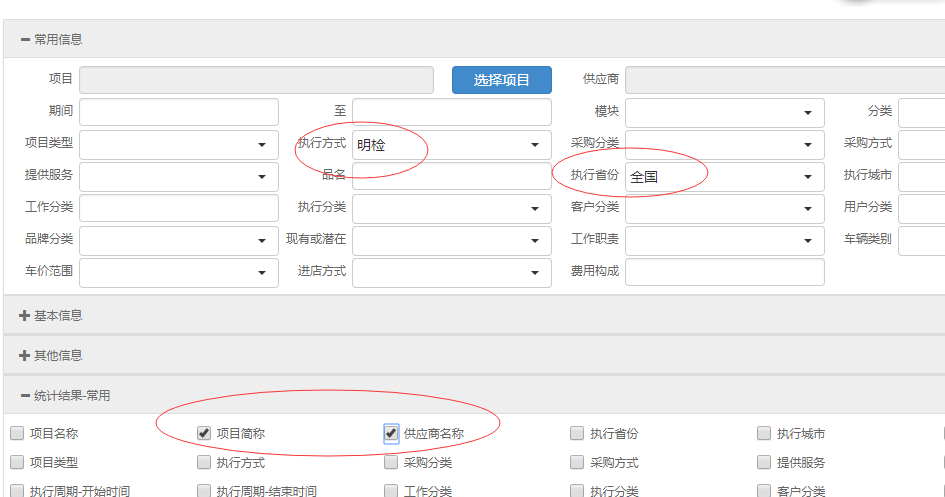 常用信息
项目 选择项目 供应商
期间 至 模块 分类
项目类型 执行方式 明检 采购分类 采购方式
提供服务 品名 执行省份 全国 执行城市
工作分类 执行分类 客户分类 用户分类
品牌分类 现有或潜在 工作职责 车辆类别
车价范围 进店方式 费用构成
基本信息
其他信息
统计结果-常用
项目名称 项目简称 供应商名称 执行省份 执行城市
项目类型 执行方式 采购分类 采购方式 提供服务
执行周期-开始时间 执行周期-结束时间 工作分类 执行分类 客户分类